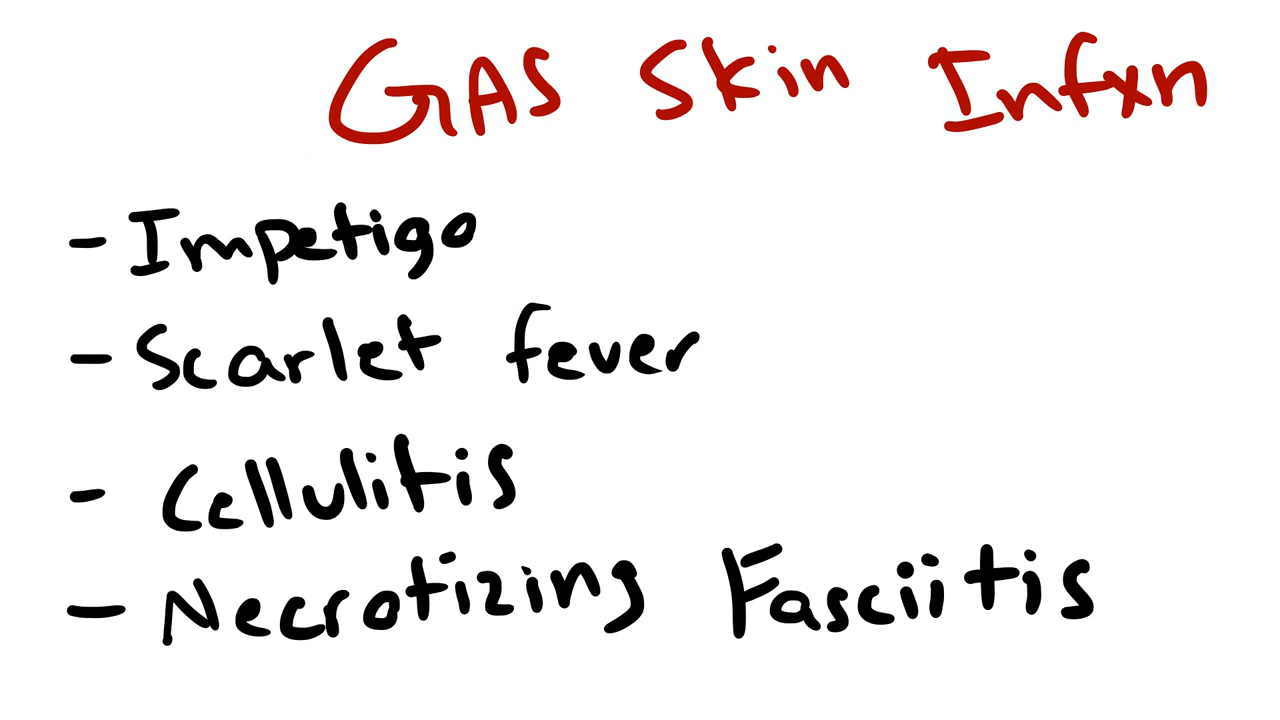 GAS Skin Infxn
- Impetigo
- Scarlet fever
- Cellulitis
- Necrotizing Fasciitis